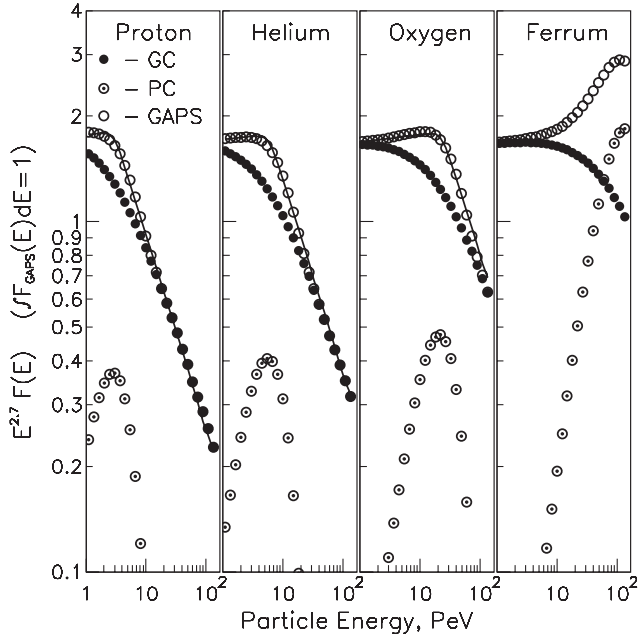 Proton Helium Oxygen Ferrum
– GC
– PC
– GAPS
E^2.7 F(E) (∫F_GAPS(E)dE=1)
4
3
2
1
0.9
0.8
0.7
0.6
0.5
0.4
0.3
0.2
0.1
1 10 10^2 10 10^2 10 10^2 10 10^2
Particle Energy, PeV